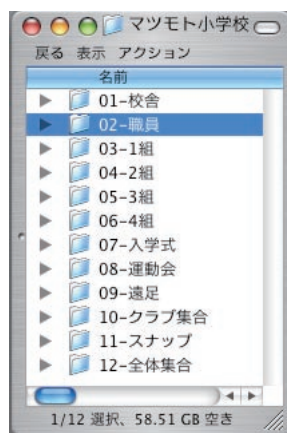 マツモト小学校
戻る 表示 アクション
名前
01-校舎
02-職員
03-1組
04-2組
05-3組
06-4組
07-入学式
08-運動会
09-遠足
10-クラブ集合
11-スナップ
12-全体集合
1/12 選択、58.51 GB 空き